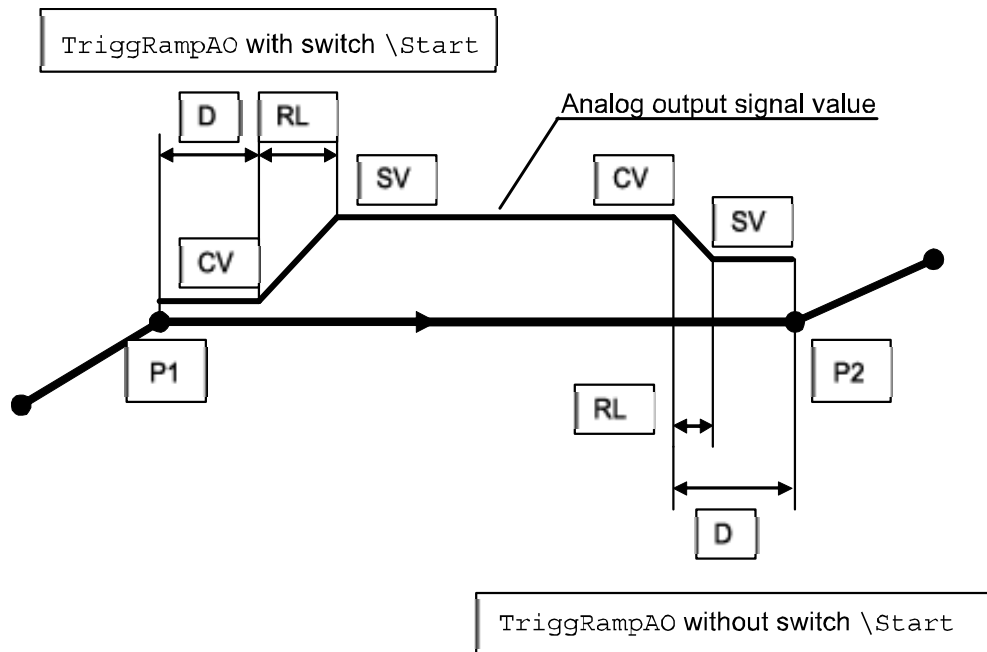 TriggRampAO with switch \Start
D
RL
Analog output signal value
SV
CV
SV
CV
P1
P2
RL
D
TriggRampAO without switch \Start